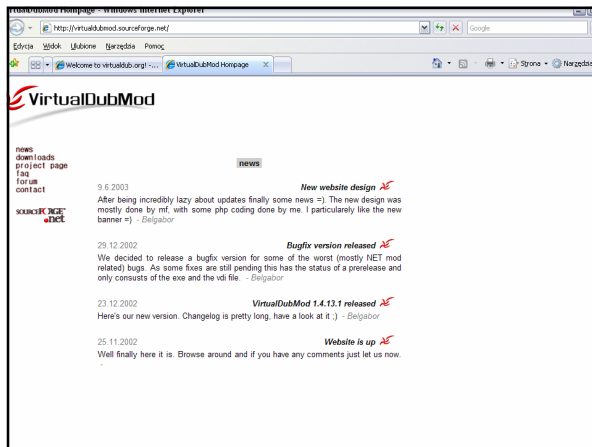 VirtualDubMod Hompage - Windows Internet Explorer
http://virtualdubmod.sourceforge.net/
Google
Edycja Widok Ulubione Narzędzia Pomoc
Welcome to virtualdub.org! -... VirtualDubMod Hompage X Strona Narzędzia
VirtualDubMod
news
downloads
project page
faq
forum
contact
SOURCEFORGE
.net
news
9.6.2003 New website design
After being incredibly lazy about updates finally some news =). The new design was
mostly done by mf, with some php coding done by me. I particularely like the new
banner =) - Belgabor
29.12.2002 Bugfix version released
We decided to release a bugfix version for some of the worst (mostly NET mod
related) bugs. As some fixes are still pending this has the status of a prerelease and
only consusts of the exe and the vdi file. - Belgabor
23.12.2002 VirtualDubMod 1.4.13.1 released
Here's our new version. Changelog is pretty long, have a look at it ;) - Belgabor
25.11.2002 Website is up
Well finally here it is. Browse around and if you have any comments just let us now.
-